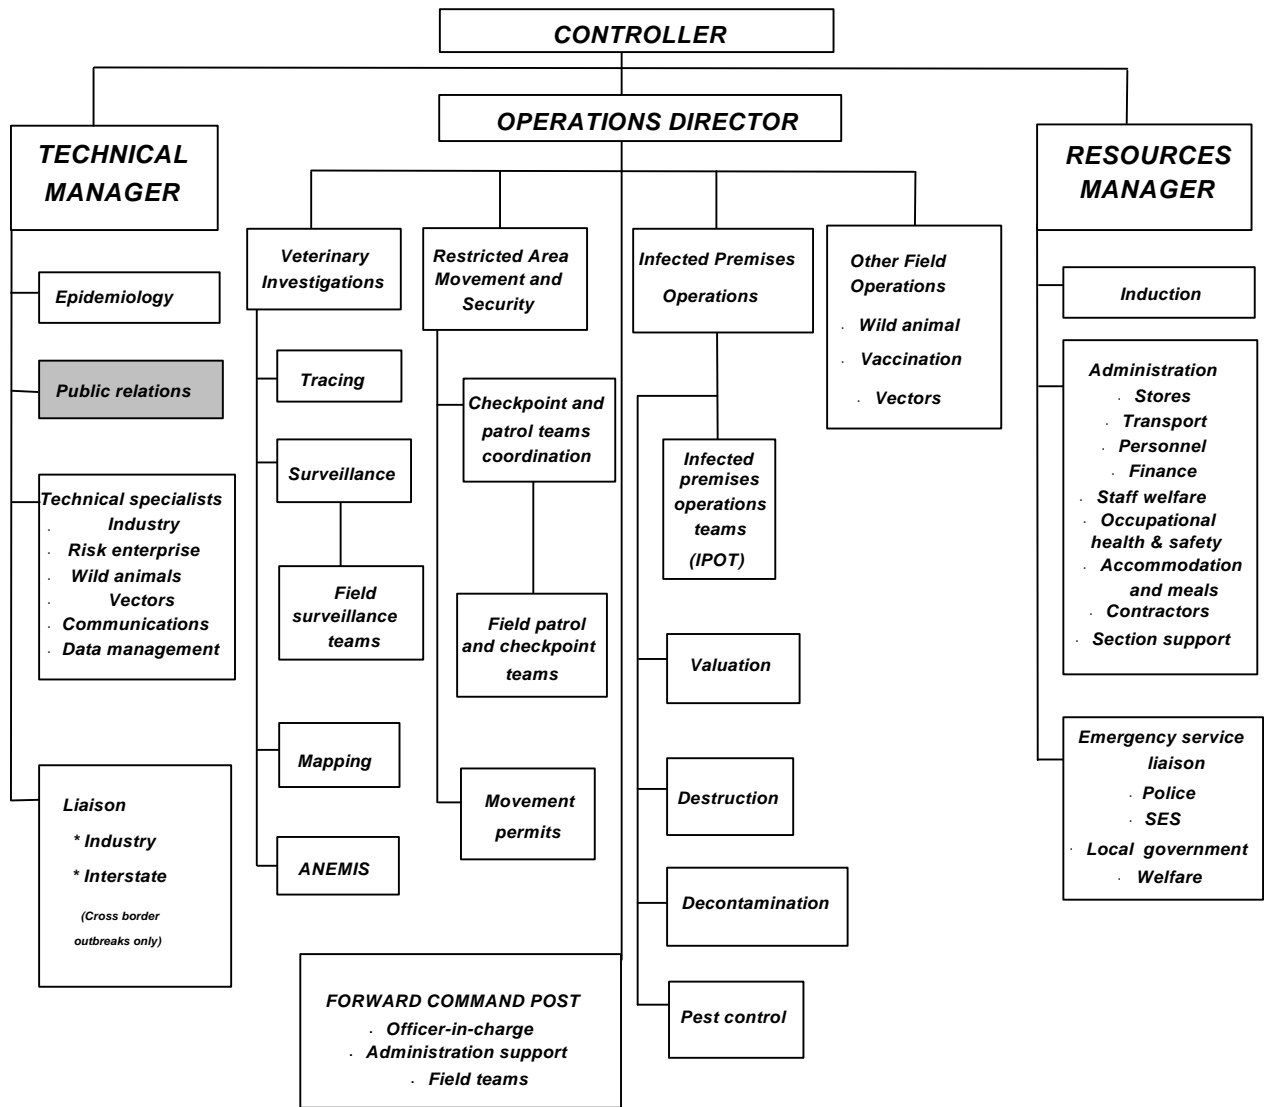 CONTROLLER
OPERATIONS DIRECTOR
TECHNICAL
MANAGER
RESOURCES
MANAGER
Epidemiology
Public relations
Technical specialists
· Industry
· Risk enterprise
· Wild animals
· Vectors
· Communications
· Data management
Liaison
* Industry
* Interstate
(Cross border
outbreaks only)
Veterinary
Investigations
Tracing
Surveillance
Field
surveillance
teams
Mapping
ANEMIS
Restricted Area
Movement and
Security
Checkpoint and
patrol teams
coordination
Field patrol
and checkpoint
teams
Movement
permits
Infected Premises
Operations
Infected
premises
operations
teams
(IPOT)
Valuation
Destruction
Decontamination
Pest control
Other Field
Operations
· Wild animal
· Vaccination
· Vectors
FORWARD COMMAND POST
· Officer-in-charge
· Administration support
· Field teams
Induction
Administration
· Stores
· Transport
· Personnel
· Finance
· Staff welfare
· Occupational
health & safety
· Accommodation
and meals
· Contractors
· Section support
Emergency service
liaison
· Police
· SES
· Local government
· Welfare